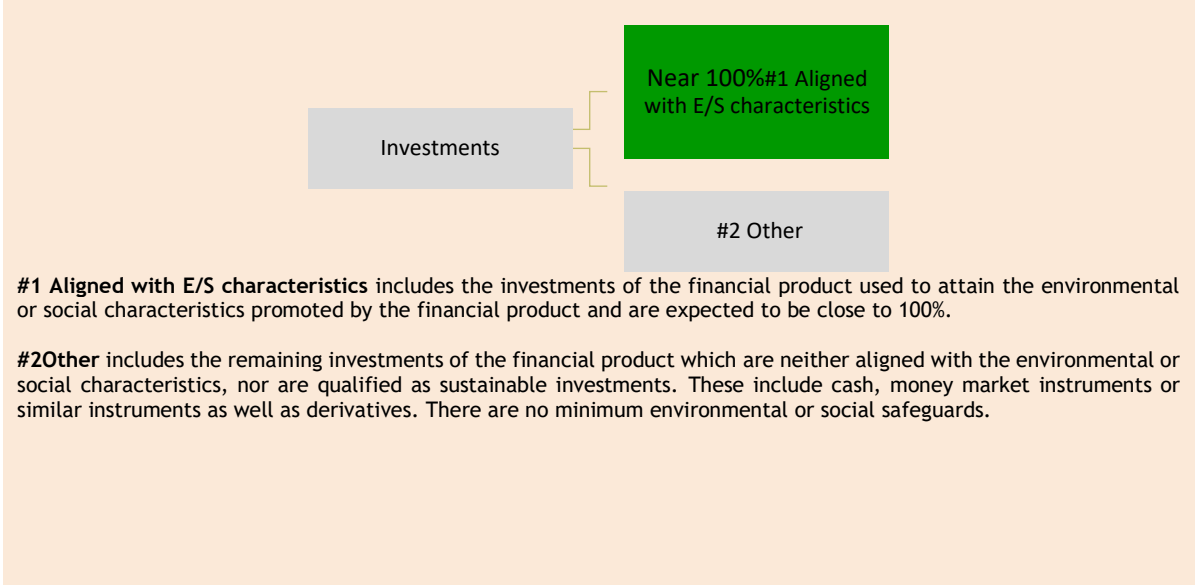 Near 100%#1 Aligned
with E/S characteristics
Investments
#2 Other
#1 Aligned with E/S characteristics includes the investments of the financial product used to attain the environmental
or social characteristics promoted by the financial product and are expected to be close to 100%.
#2Other includes the remaining investments of the financial product which are neither aligned with the environmental or
social characteristics, nor are qualified as sustainable investments. These include cash, money market instruments or
similar instruments as well as derivatives. There are no minimum environmental or social safeguards.